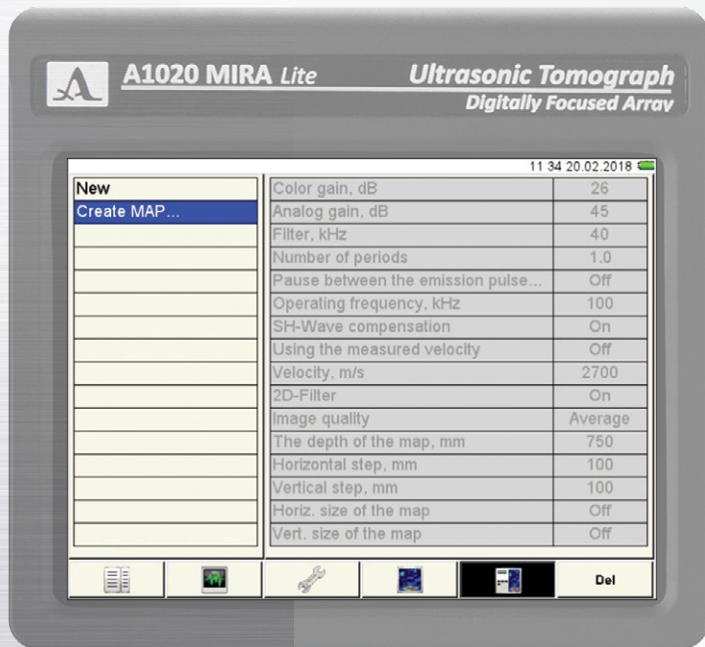 A1020 MIRA Lite
Ultrasonic Tomograph
Digitally Focused Array
11 34 20.02.2018
New
Create MAP...
Color gain, dB 26
Analog gain, dB 45
Filter, kHz 40
Number of periods 1.0
Pause between the emission pulse... Off
Operating frequency, kHz 100
SH-Wave compensation On
Using the measured velocity Off
Velocity, m/s 2700
2D-Filter On
Image quality Average
The depth of the map, mm 750
Horizontal step, mm 100
Vertical step, mm 100
Horiz. size of the map Off
Vert. size of the map Off
Del